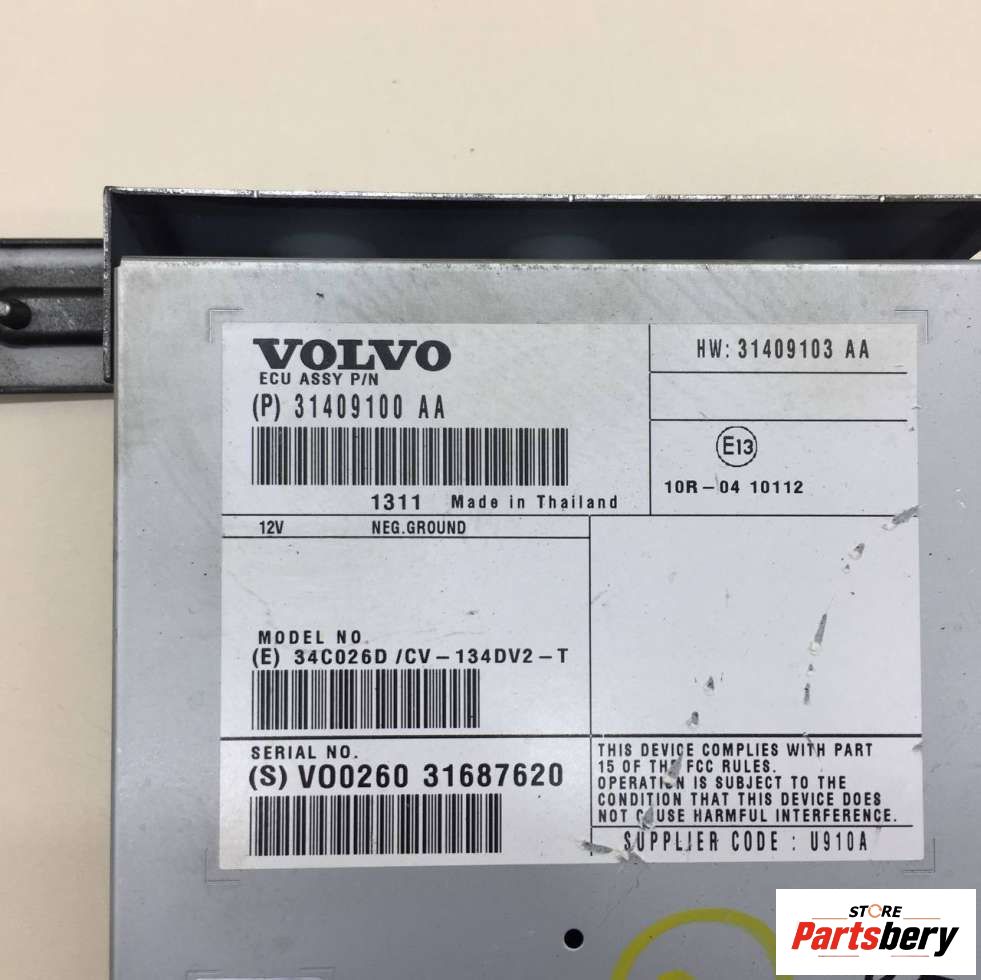 VOLVO
ECU ASSY P/N
(P) 31409100 AA
1311 Made in Thailand
HW: 31409103 AA
E13
10R-04 10112
12V NEG.GROUND
MODEL NO.
(E) 34C026D /CV-134DV2-T
SERIAL NO.
(S) VO0260 31687620
THIS DEVICE COMPLIES WITH PART
15 OF THE FCC RULES.
OPERATION IS SUBJECT TO THE
CONDITION THAT THIS DEVICE DOES
NOT CAUSE HARMFUL INTERFERENCE.
SUPPLIER CODE : U910A
STORE
Partsbery